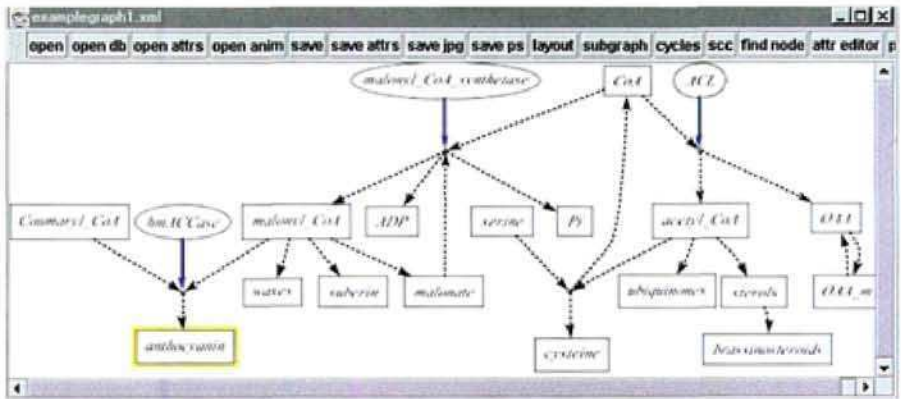 examplegraph1.xml
open open db open attrs open anim save save attrs save jpg save ps layout subgraph cycles scc find node attr editor p
malonyl_CoA_synthetase CoA ACL
Coumaryl_CoA hmACCase malonyl_CoA ADP serine Pi acetyl_CoA OAA
waxes suberin malonate ubiquinones sterols OAA_m
anthocyanin cysteine brassinosteroids